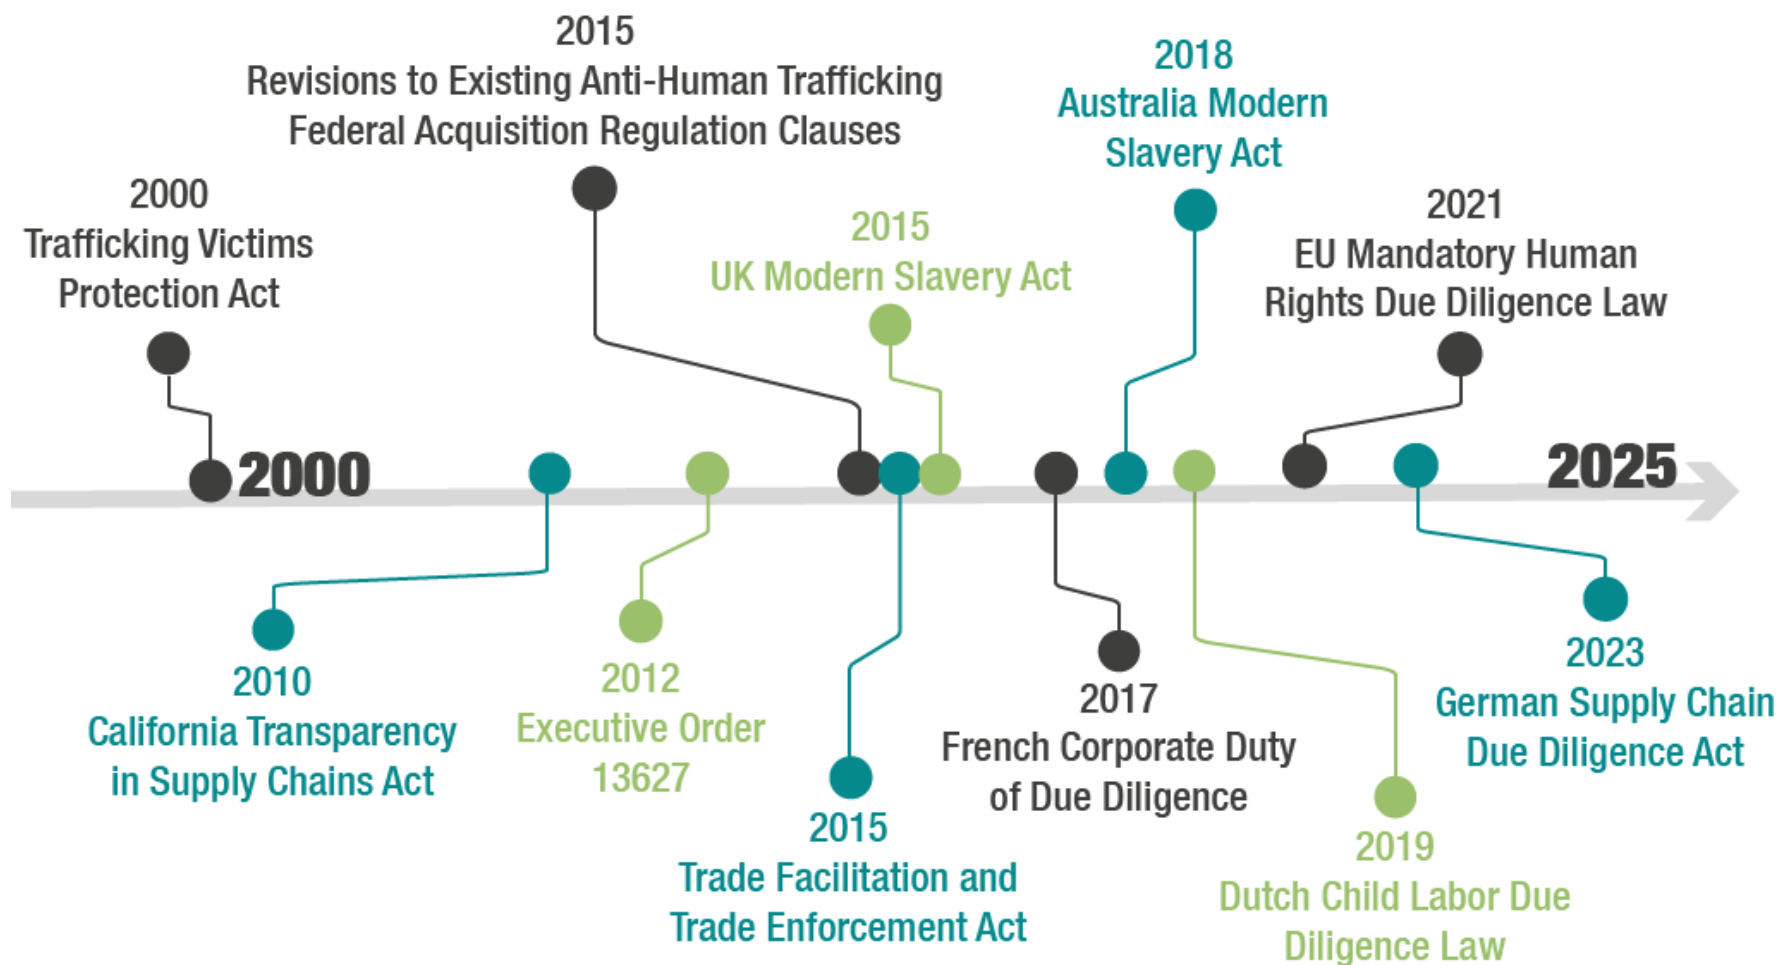 2000
Trafficking Victims
Protection Act
2015
Revisions to Existing Anti-Human Trafficking
Federal Acquisition Regulation Clauses
2015
UK Modern Slavery Act
2018
Australia Modern
Slavery Act
2021
EU Mandatory Human
Rights Due Diligence Law
2000
2025
2010
California Transparency
in Supply Chains Act
2012
Executive Order
13627
2015
Trade Facilitation and
Trade Enforcement Act
2017
French Corporate Duty
of Due Diligence
2019
Dutch Child Labor Due
Diligence Law
2023
German Supply Chain
Due Diligence Act